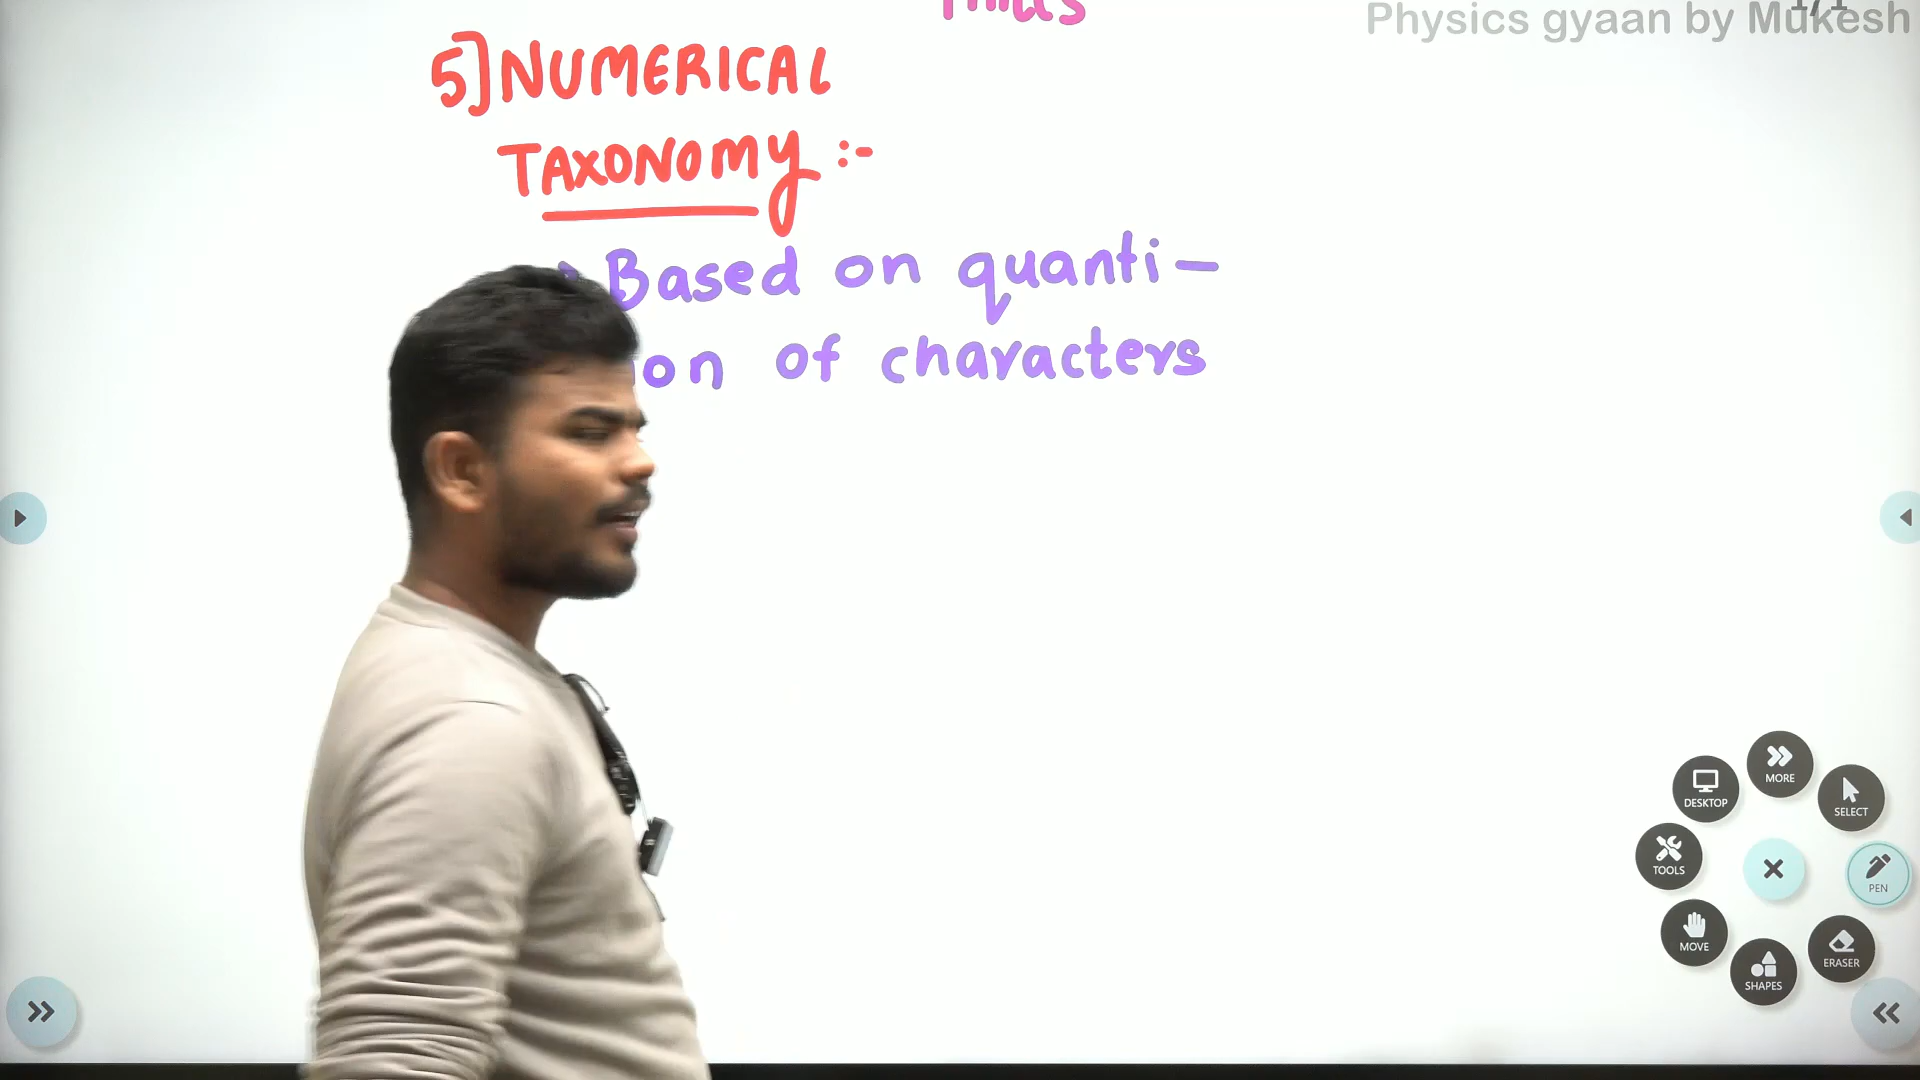 Physics gyaan by Mukesh
5] NUMERICAL
TAXONOMY :-
Based on quanti-
on of characters
DESKTOP
MORE
SELECT
TOOLS
PEN
MOVE
ERASER
SHAPES